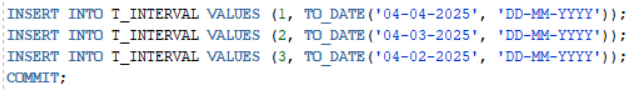 INSERT INTO T_INTERVAL VALUES (1, TO_DATE('04-04-2025', 'DD-MM-YYYY'));
INSERT INTO T_INTERVAL VALUES (2, TO_DATE('04-03-2025', 'DD-MM-YYYY'));
INSERT INTO T_INTERVAL VALUES (3, TO_DATE('04-02-2025', 'DD-MM-YYYY'));
COMMIT;